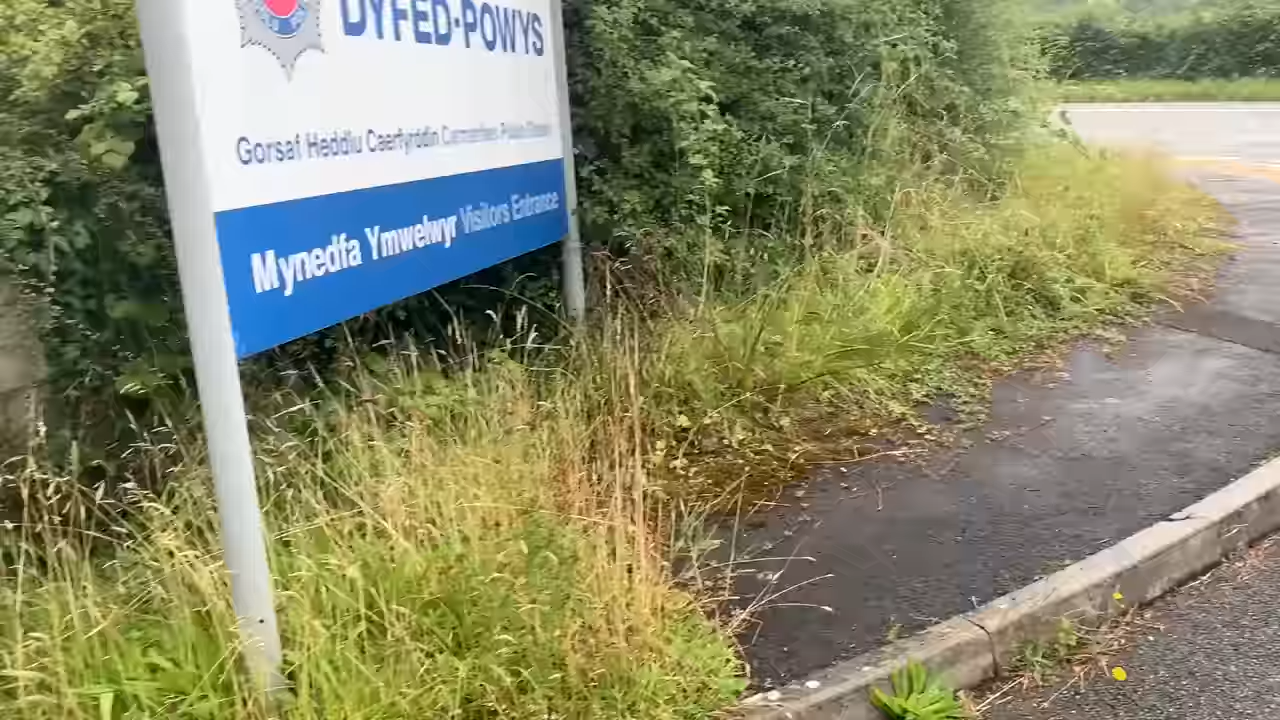 DYFED-POWYS
Gorsaf Heddlu Caerfyrddin Carmarthen Police Station
Mynedfa Ymwelwyr Visitors Entrance